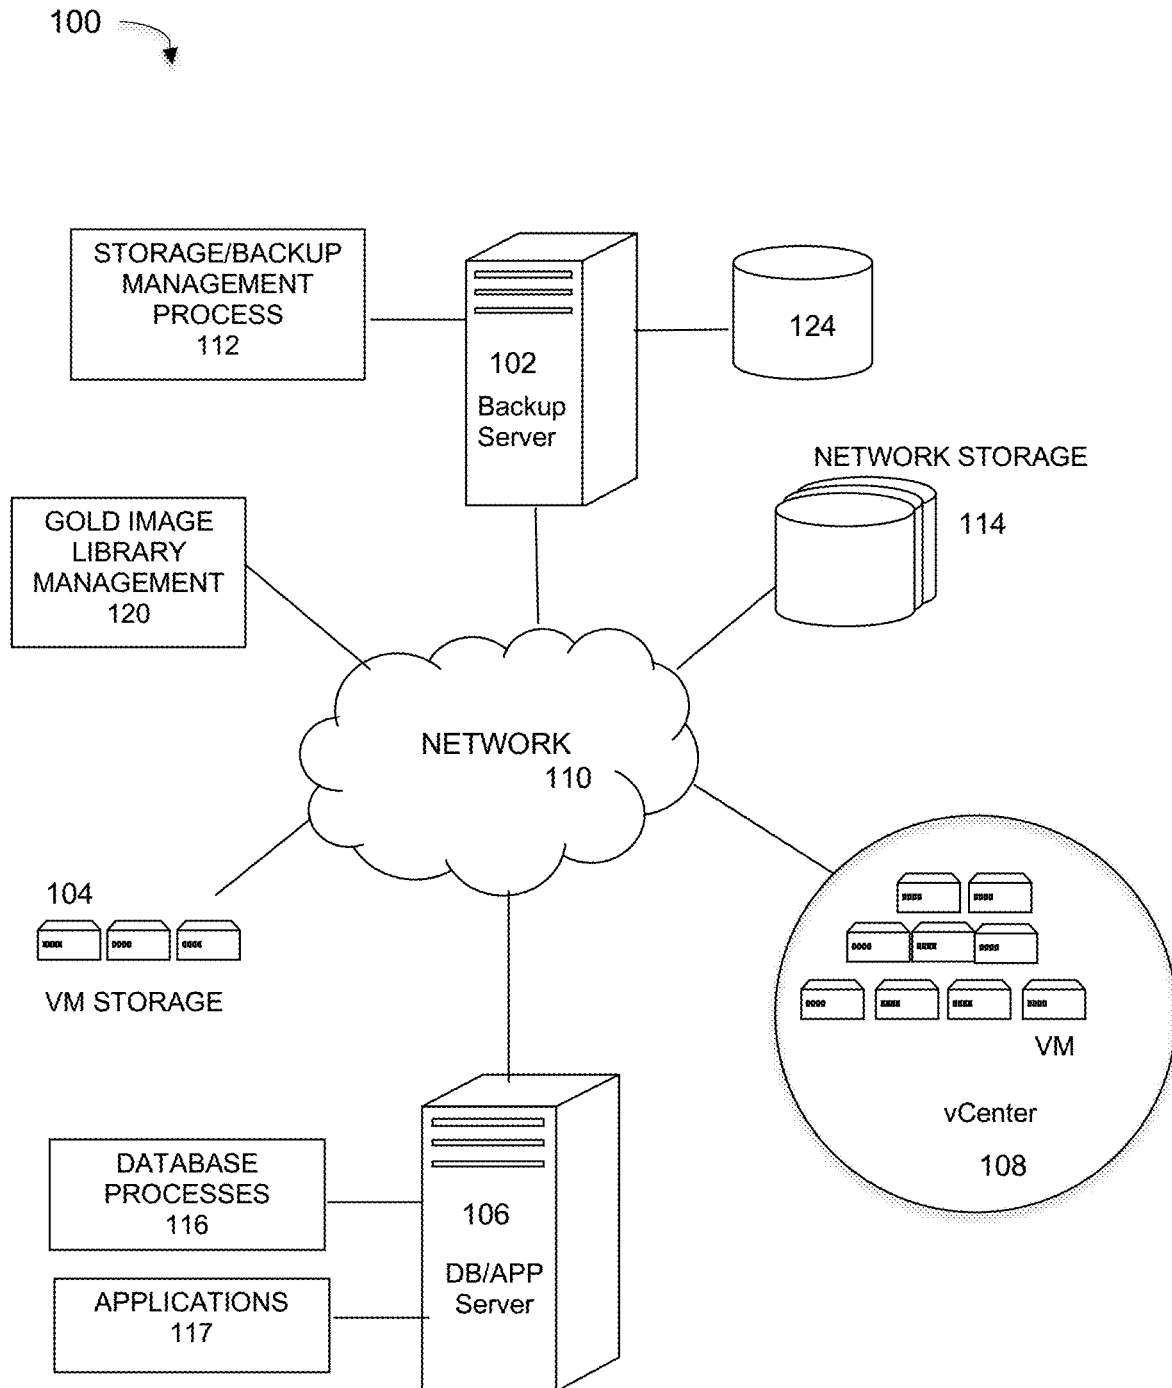 100
STORAGE/BACKUP
MANAGEMENT
PROCESS
112
102
Backup
Server
124
NETWORK STORAGE
114
GOLD IMAGE
LIBRARY
MANAGEMENT
120
NETWORK
110
104
VM STORAGE
VM
vCenter
108
DATABASE
PROCESSES
116
106
DB/APP
Server
APPLICATIONS
117